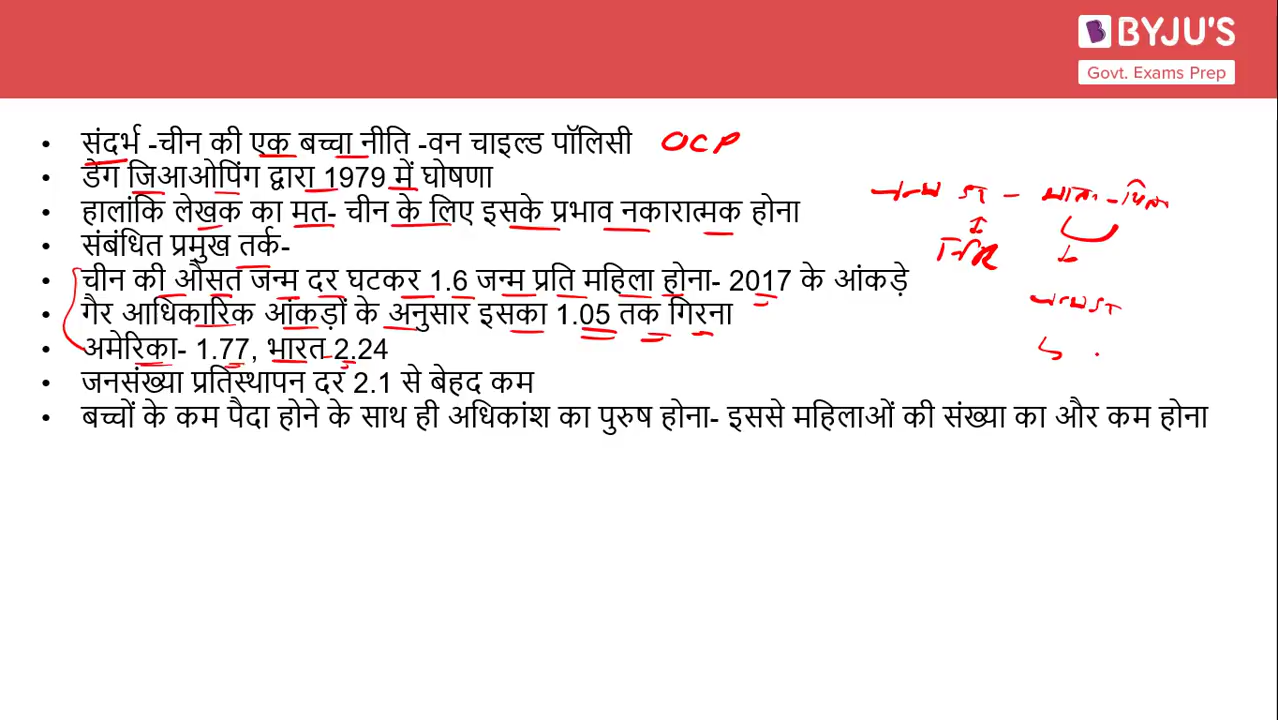 BYJU'S
Govt. Exams Prep
• संदर्भ -चीन की एक बच्चा नीति -वन चाइल्ड पॉलिसी OCP
• डेंग जिआओपिंग द्वारा 1979 में घोषणा
• हालांकि लेखक का मत- चीन के लिए इसके प्रभाव नकारात्मक होना
• संबंधित प्रमुख तर्क-
• चीन की औसत जन्म दर घटकर 1.6 जन्म प्रति महिला होना- 2017 के आंकड़े
• गैर आधिकारिक आंकड़ों के अनुसार इसका 1.05 तक गिरना
• अमेरिका- 1.77, भारत 2.24
• जनसंख्या प्रतिस्थापन दर 2.1 से बेहद कम
• बच्चों के कम पैदा होने के साथ ही अधिकांश का पुरुष होना- इससे महिलाओं की संख्या का और कम होना